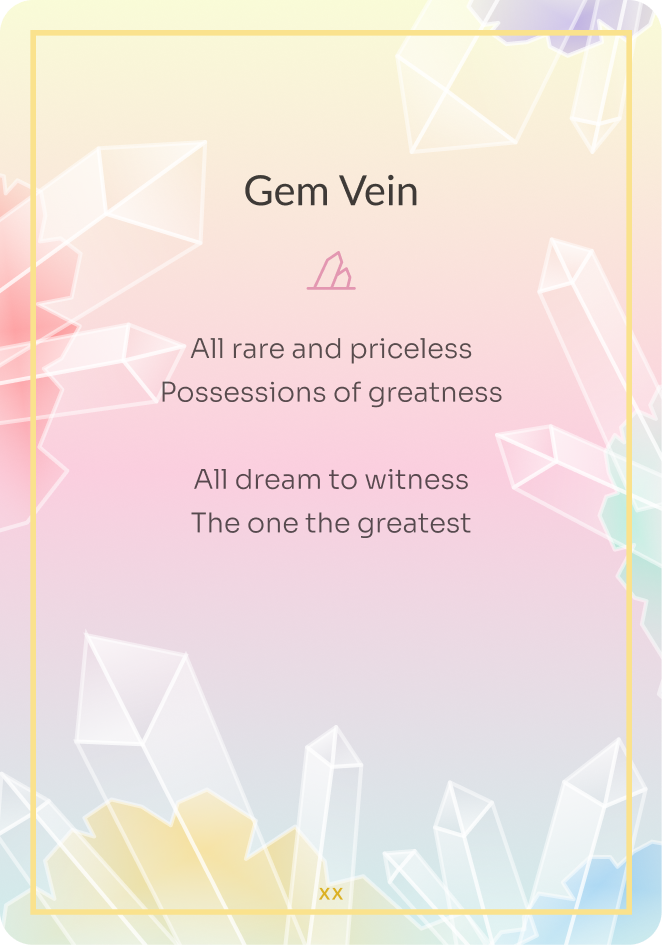 Gem Vein
All rare and priceless
Possessions of greatness
All dream to witness
The one the greatest
xx